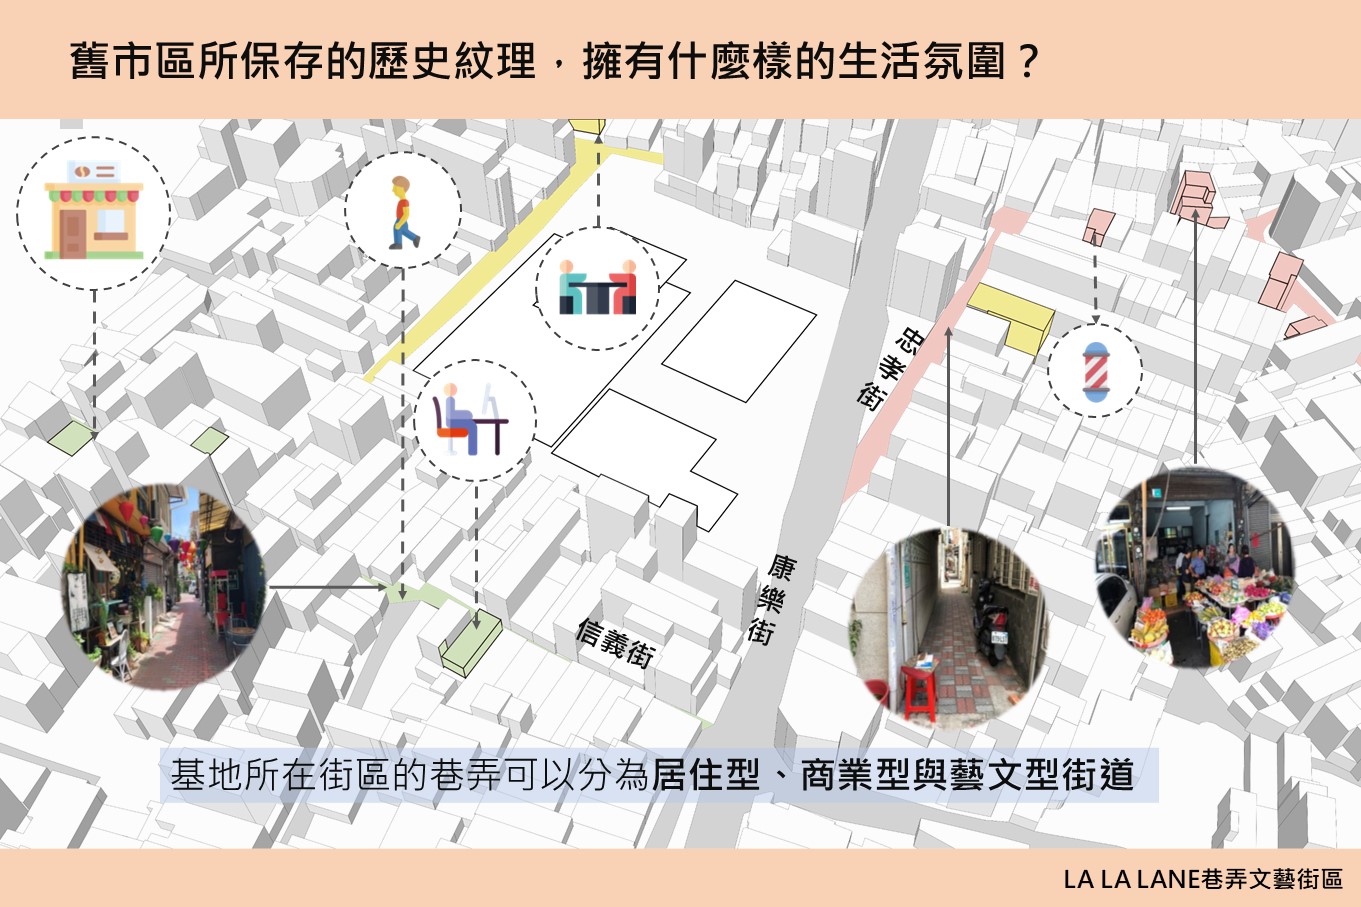 舊市區所保存的歷史紋理，擁有什麼樣的生活氛圍？
忠孝街
康樂街
信義街
基地所在街區的巷弄可以分為居住型、商業型與藝文型街道
LA LA LANE巷弄文藝街區